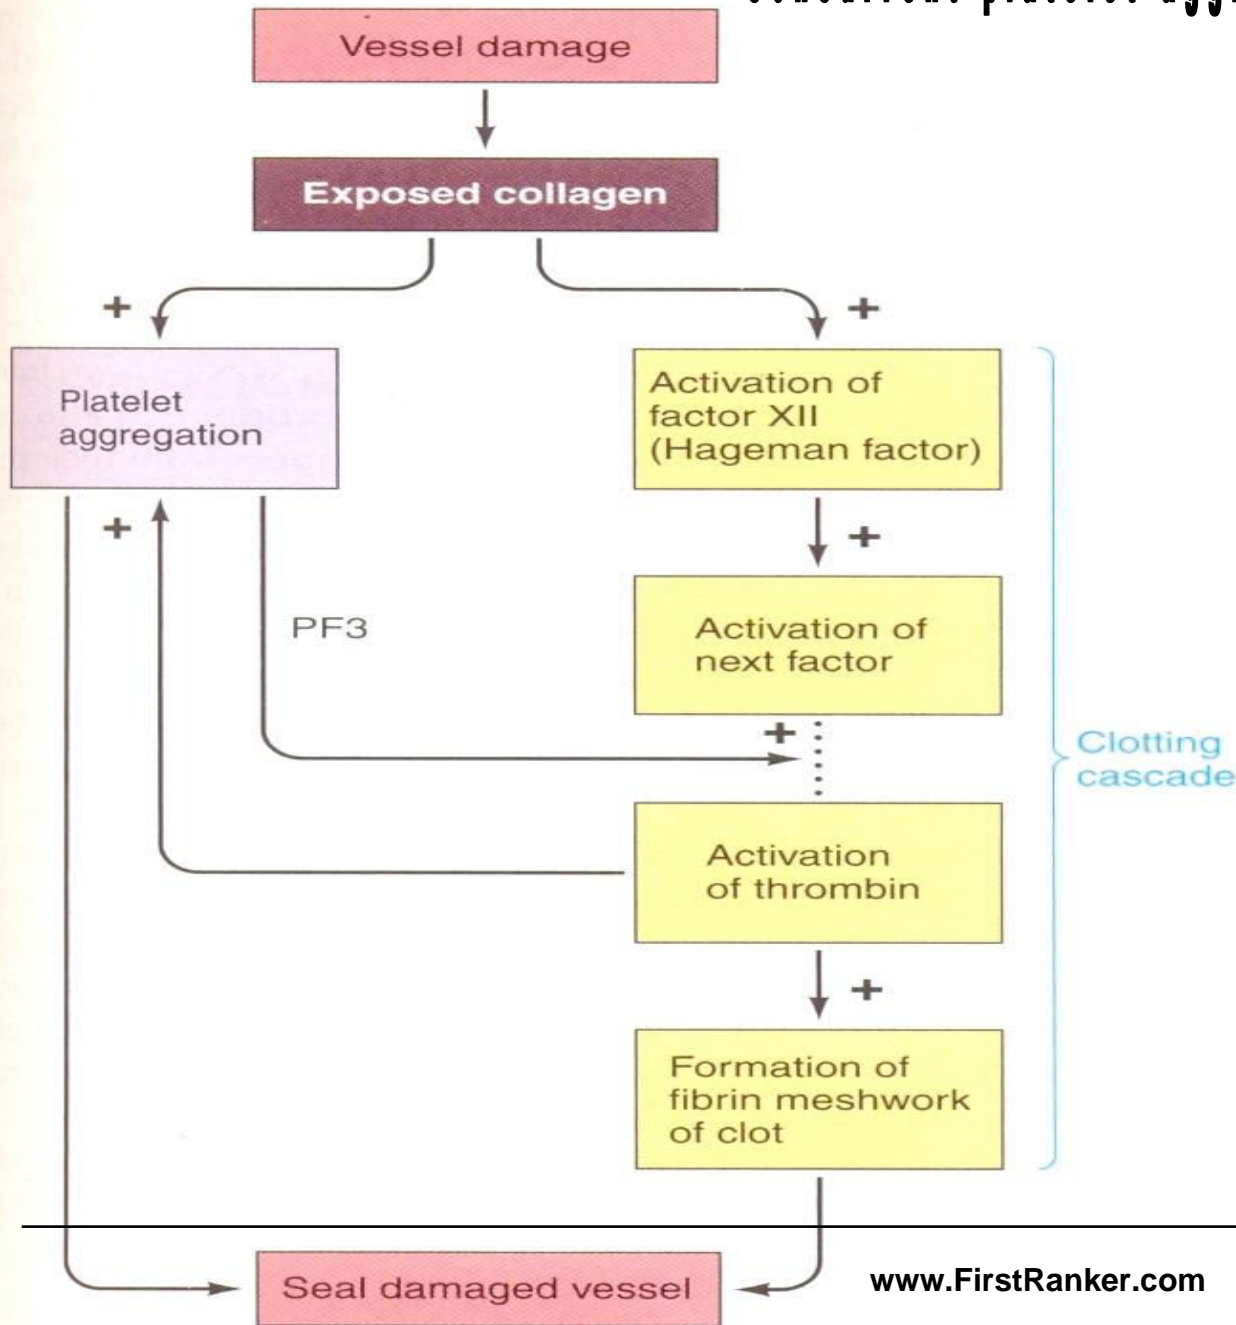 Vessel damage
Exposed collagen
+
+
Platelet
aggregation
Activation of
factor XII
(Hageman factor)
+
+
PF3
Activation of
next factor
+
Clotting
cascade
Activation
of thrombin
+
Formation of
fibrin meshwork
of clot
Seal damaged vessel
www.FirstRanker.com